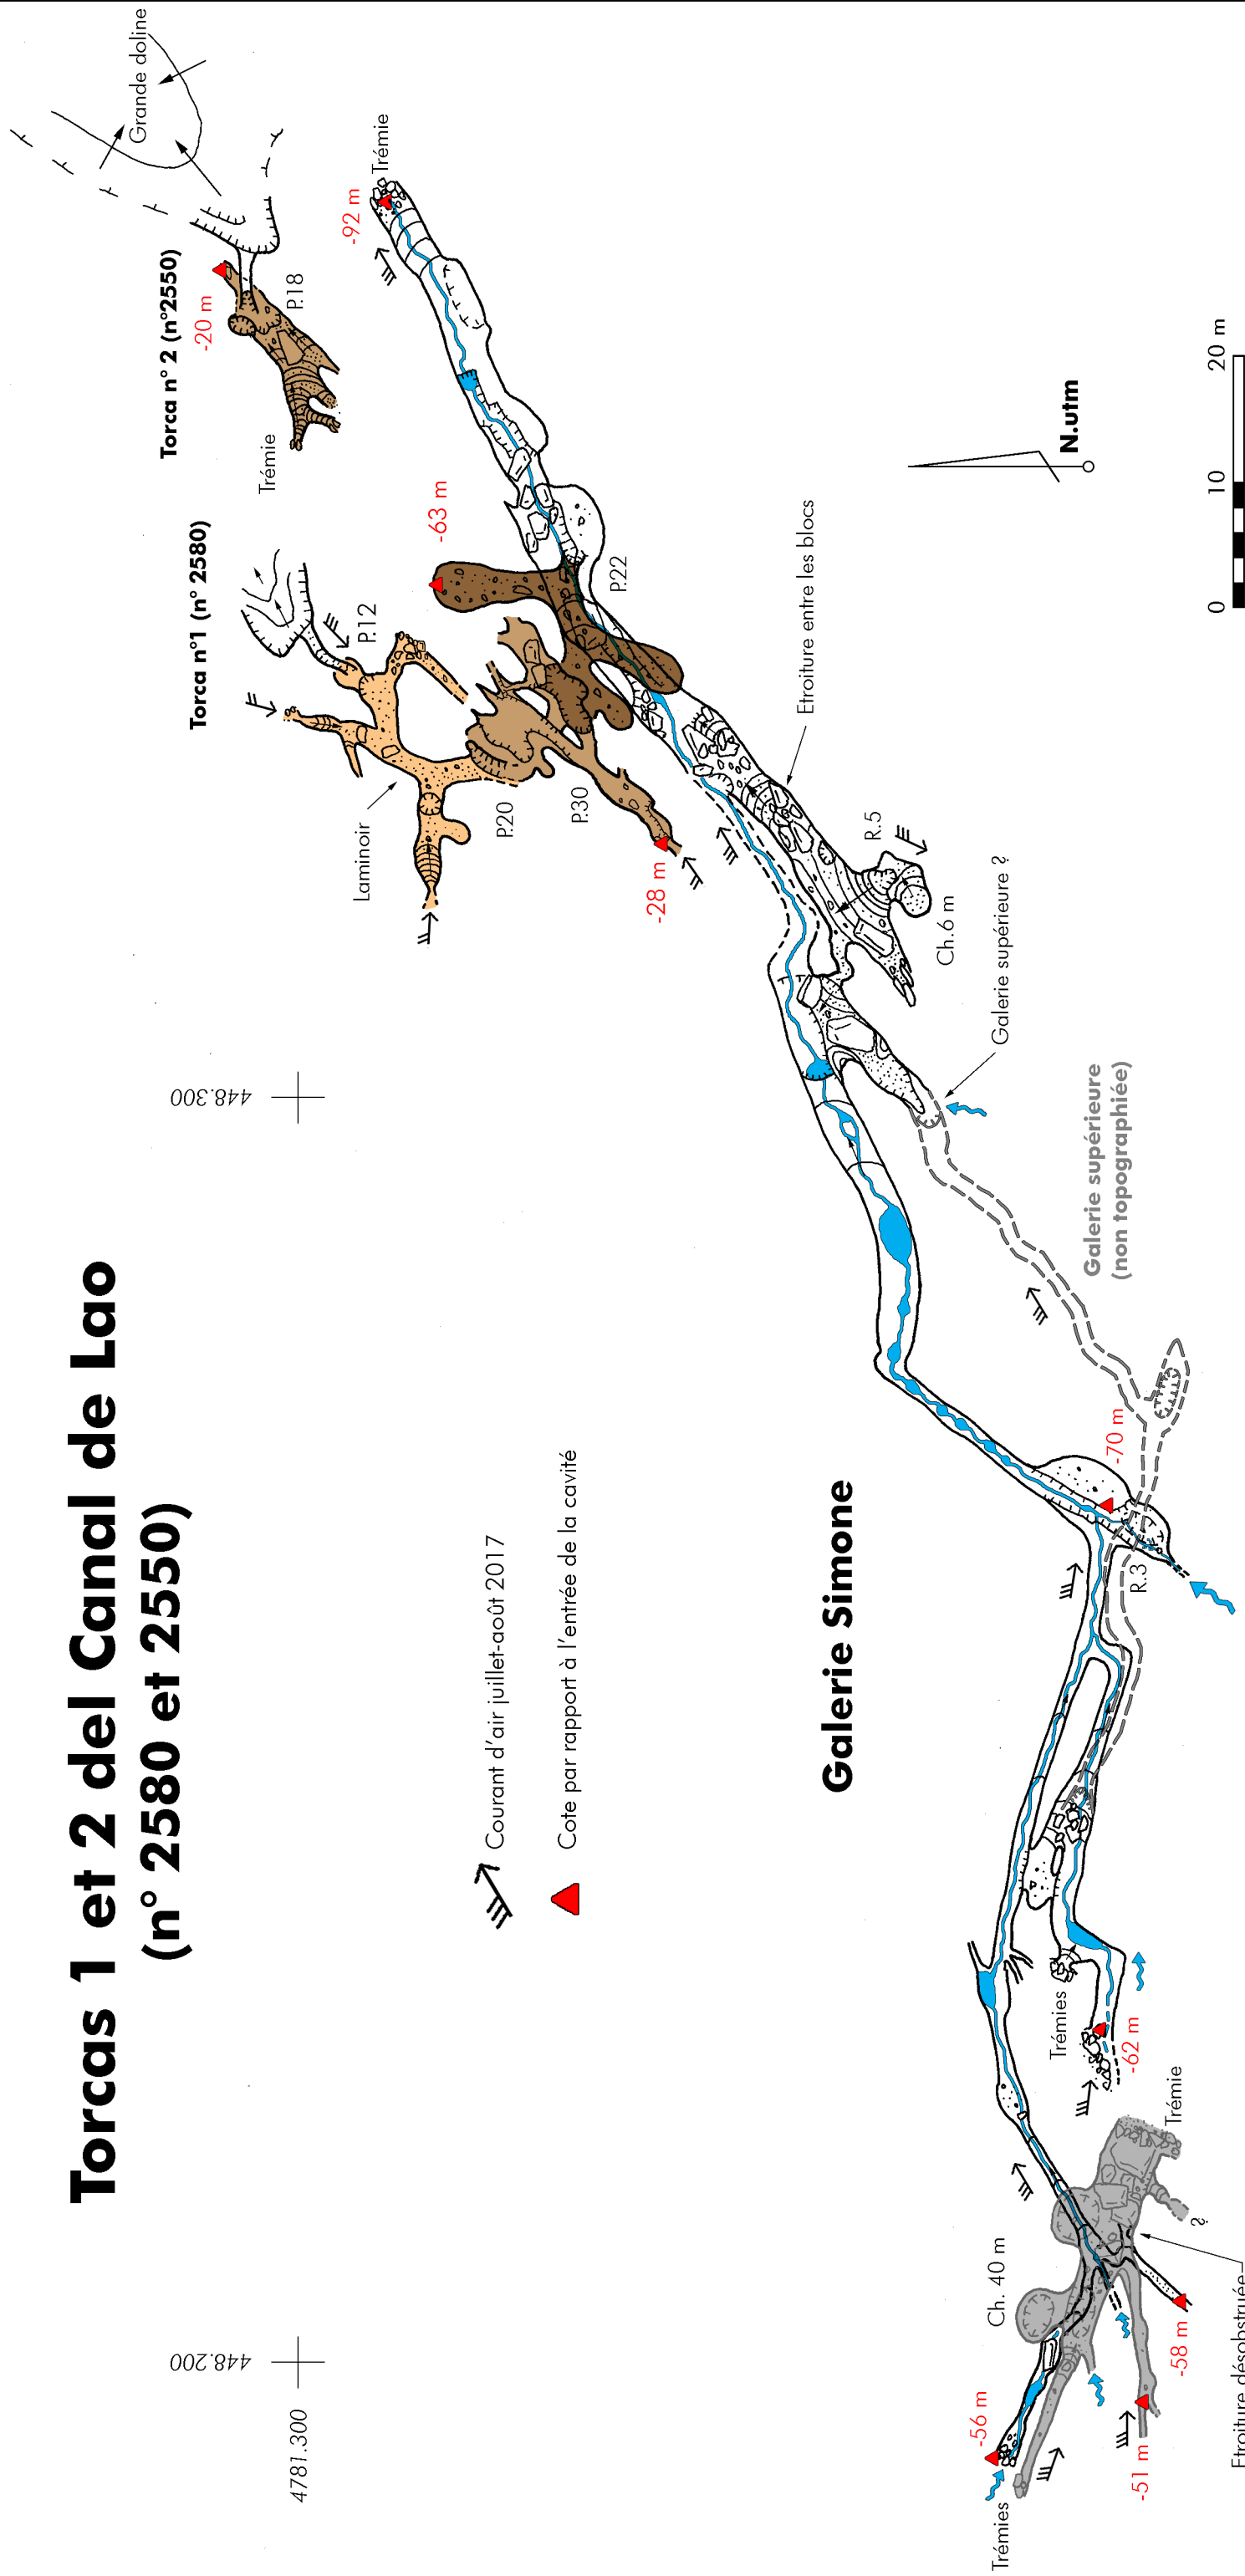 Torcas 1 et 2 del Canal de Lao
(n° 2580 et 2550)
Courant d'air juillet-août 2017
Cote par rapport à l'entrée de la cavité
4781.300
448.200
448.300
Torca n°1 (n° 2580)
Torca n° 2 (n°2550)
Grande doline
-20 m
P.18
Trémie
-92 m
Trémie
P.12
Laminoir
P.20
P.30
-63 m
-28 m
P.22
Etroiture entre les blocs
R.5
Ch.6 m
Galerie supérieure ?
Galerie supérieure
(non topographiée)
N.utm
0
10
20 m
Galerie Simone
-70 m
R.3
Trémies
-62 m
Trémie
?
Ch. 40 m
-56 m
Trémies
-51 m
-58 m
Etroiture désobstruée